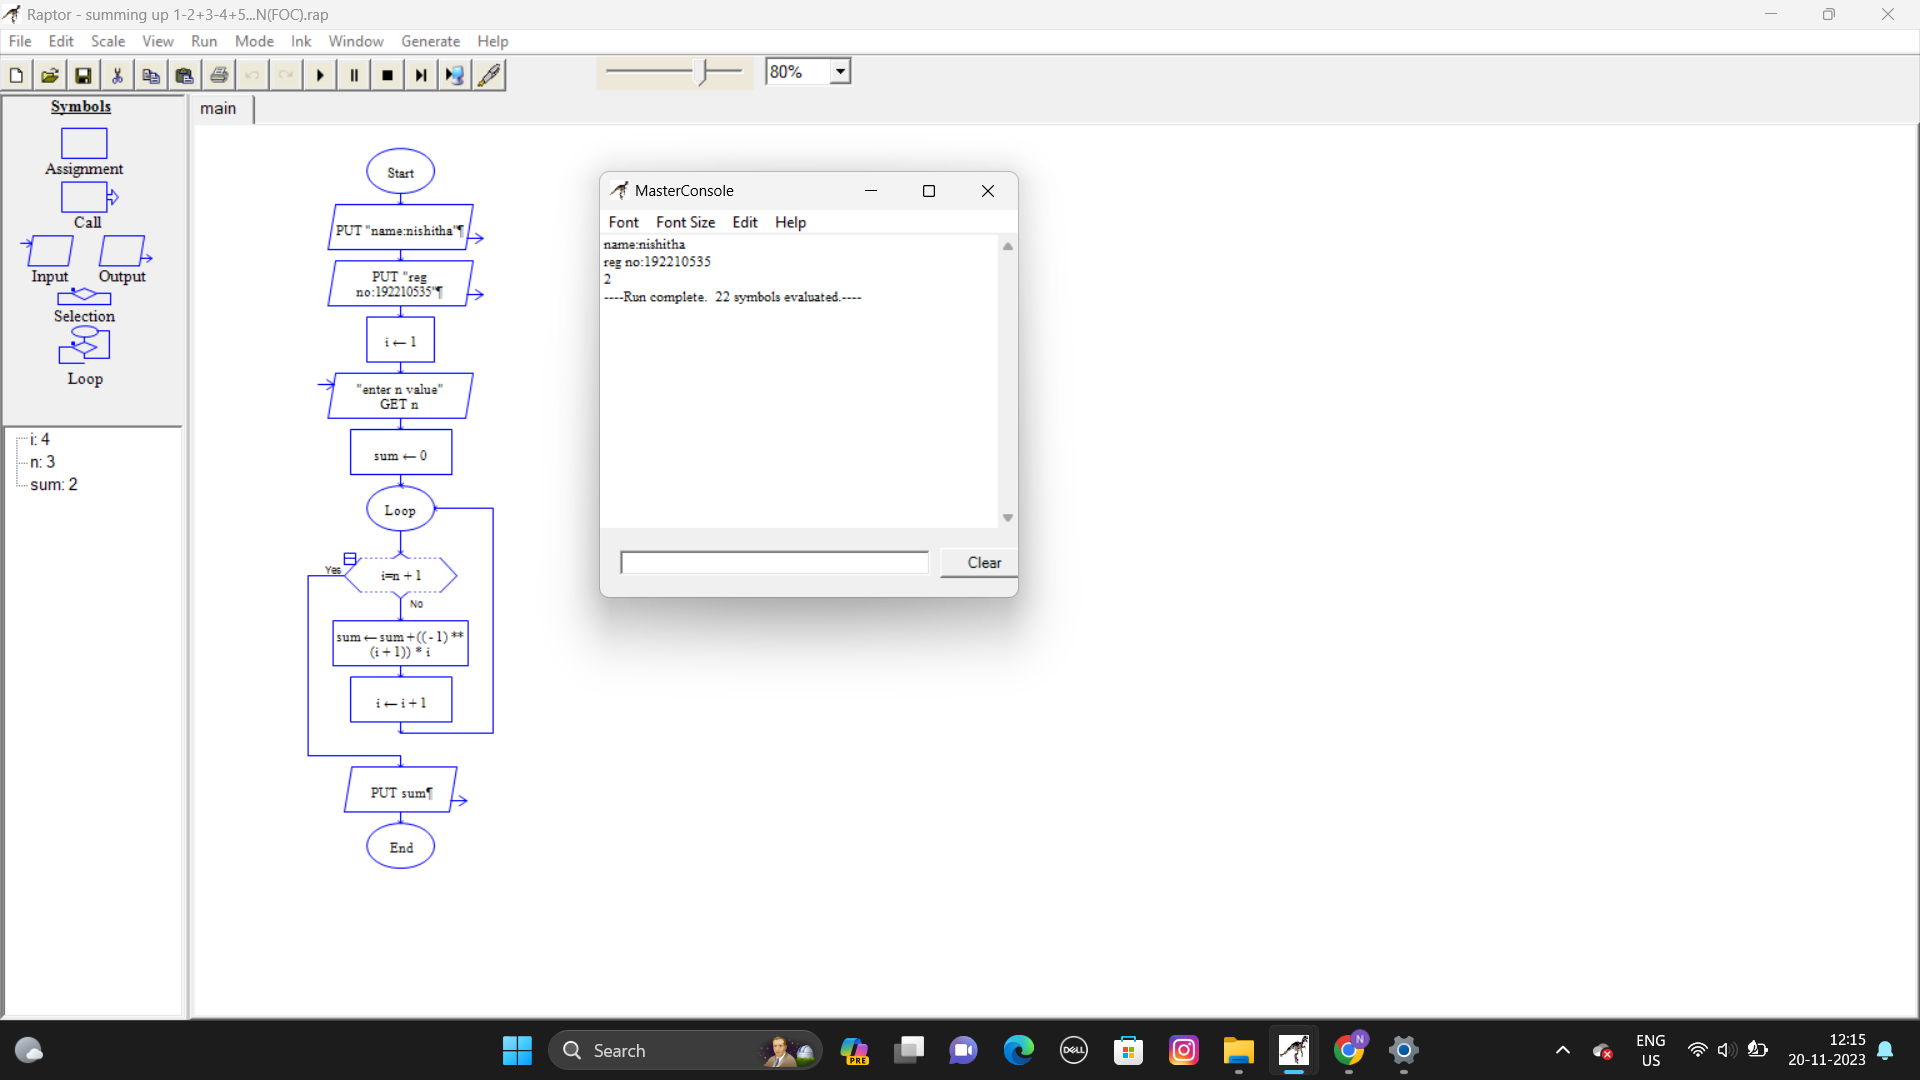 Raptor - summing up 1-2+3-4+5...N(FOC).rap
File Edit Scale View Run Mode Ink Window Generate Help
80%
Symbols
Assignment
Call
Input Output
Selection
Loop
i: 4
n: 3
sum: 2
main
Start
PUT "name:nishitha"¶
PUT "reg
no:192210535"¶
i ← 1
"enter n value"
GET n
sum ← 0
Loop
Yes
i=n + 1
No
sum ← sum + ((-1) **
(i + 1)) * i
i ← i + 1
PUT sum¶
End
MasterConsole
Font Font Size Edit Help
name:nishitha
reg no:192210535
2
----Run complete.  22 symbols evaluated.----
Clear
Search
PRE
DELL
N
ENG
US
12:15
20-11-2023